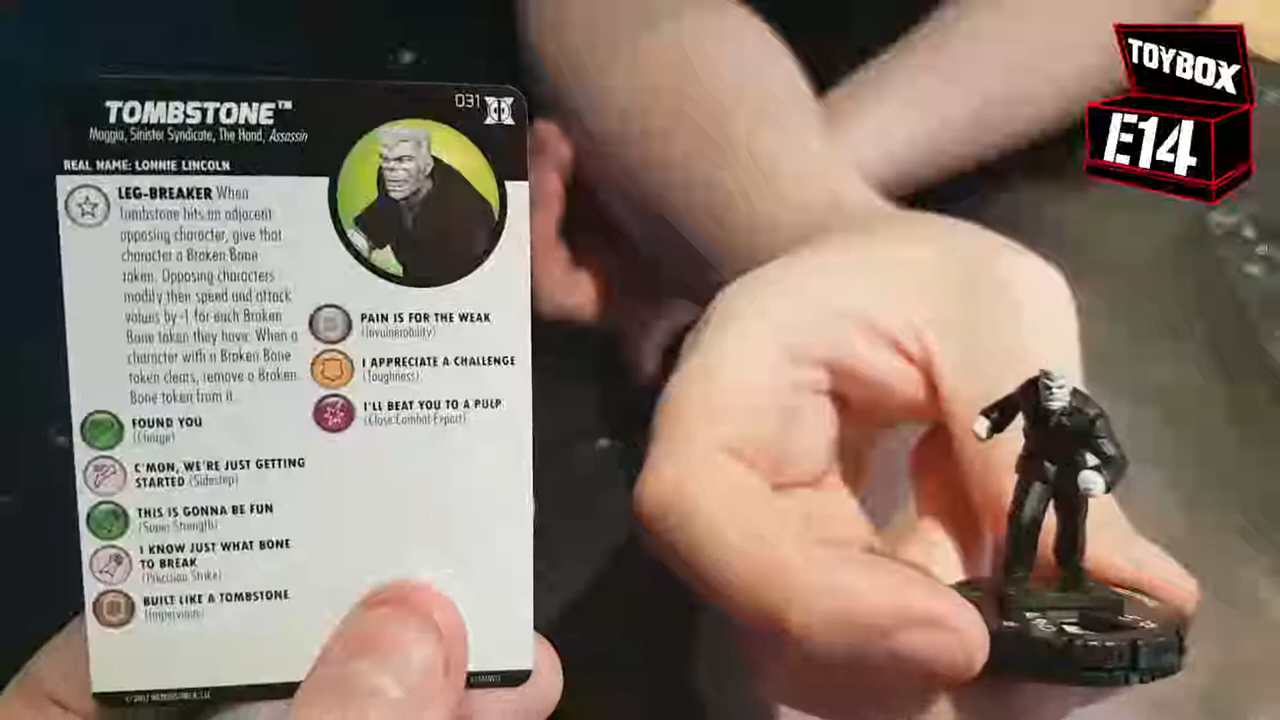 TOMBSTONE™
031
Maggia, Sinister Syndicate, The Hand, Assassin
REAL NAME: LONNIE LINCOLN
LEG-BREAKER When
Tombstone hits an adjacent
opposing character, give that
character a Broken Bone
token. Opposing characters
modify their speed and attack
values by -1 for each Broken
Bone token they have. When a
character with a Broken Bone
token clears, remove a Broken
Bone token from it.
FOUND YOU
(Charge)
C'MON, WE'RE JUST GETTING
STARTED (Sidestep)
THIS IS GONNA BE FUN
(Super Strength)
I KNOW JUST WHAT BONE
TO BREAK
(Precision Strike)
BUILT LIKE A TOMBSTONE
(Impervious)
PAIN IS FOR THE WEAK
(Invulnerability)
I APPRECIATE A CHALLENGE
(Toughness)
I'LL BEAT YOU TO A PULP
(Close Combat Expert)
TOYBOX
E14